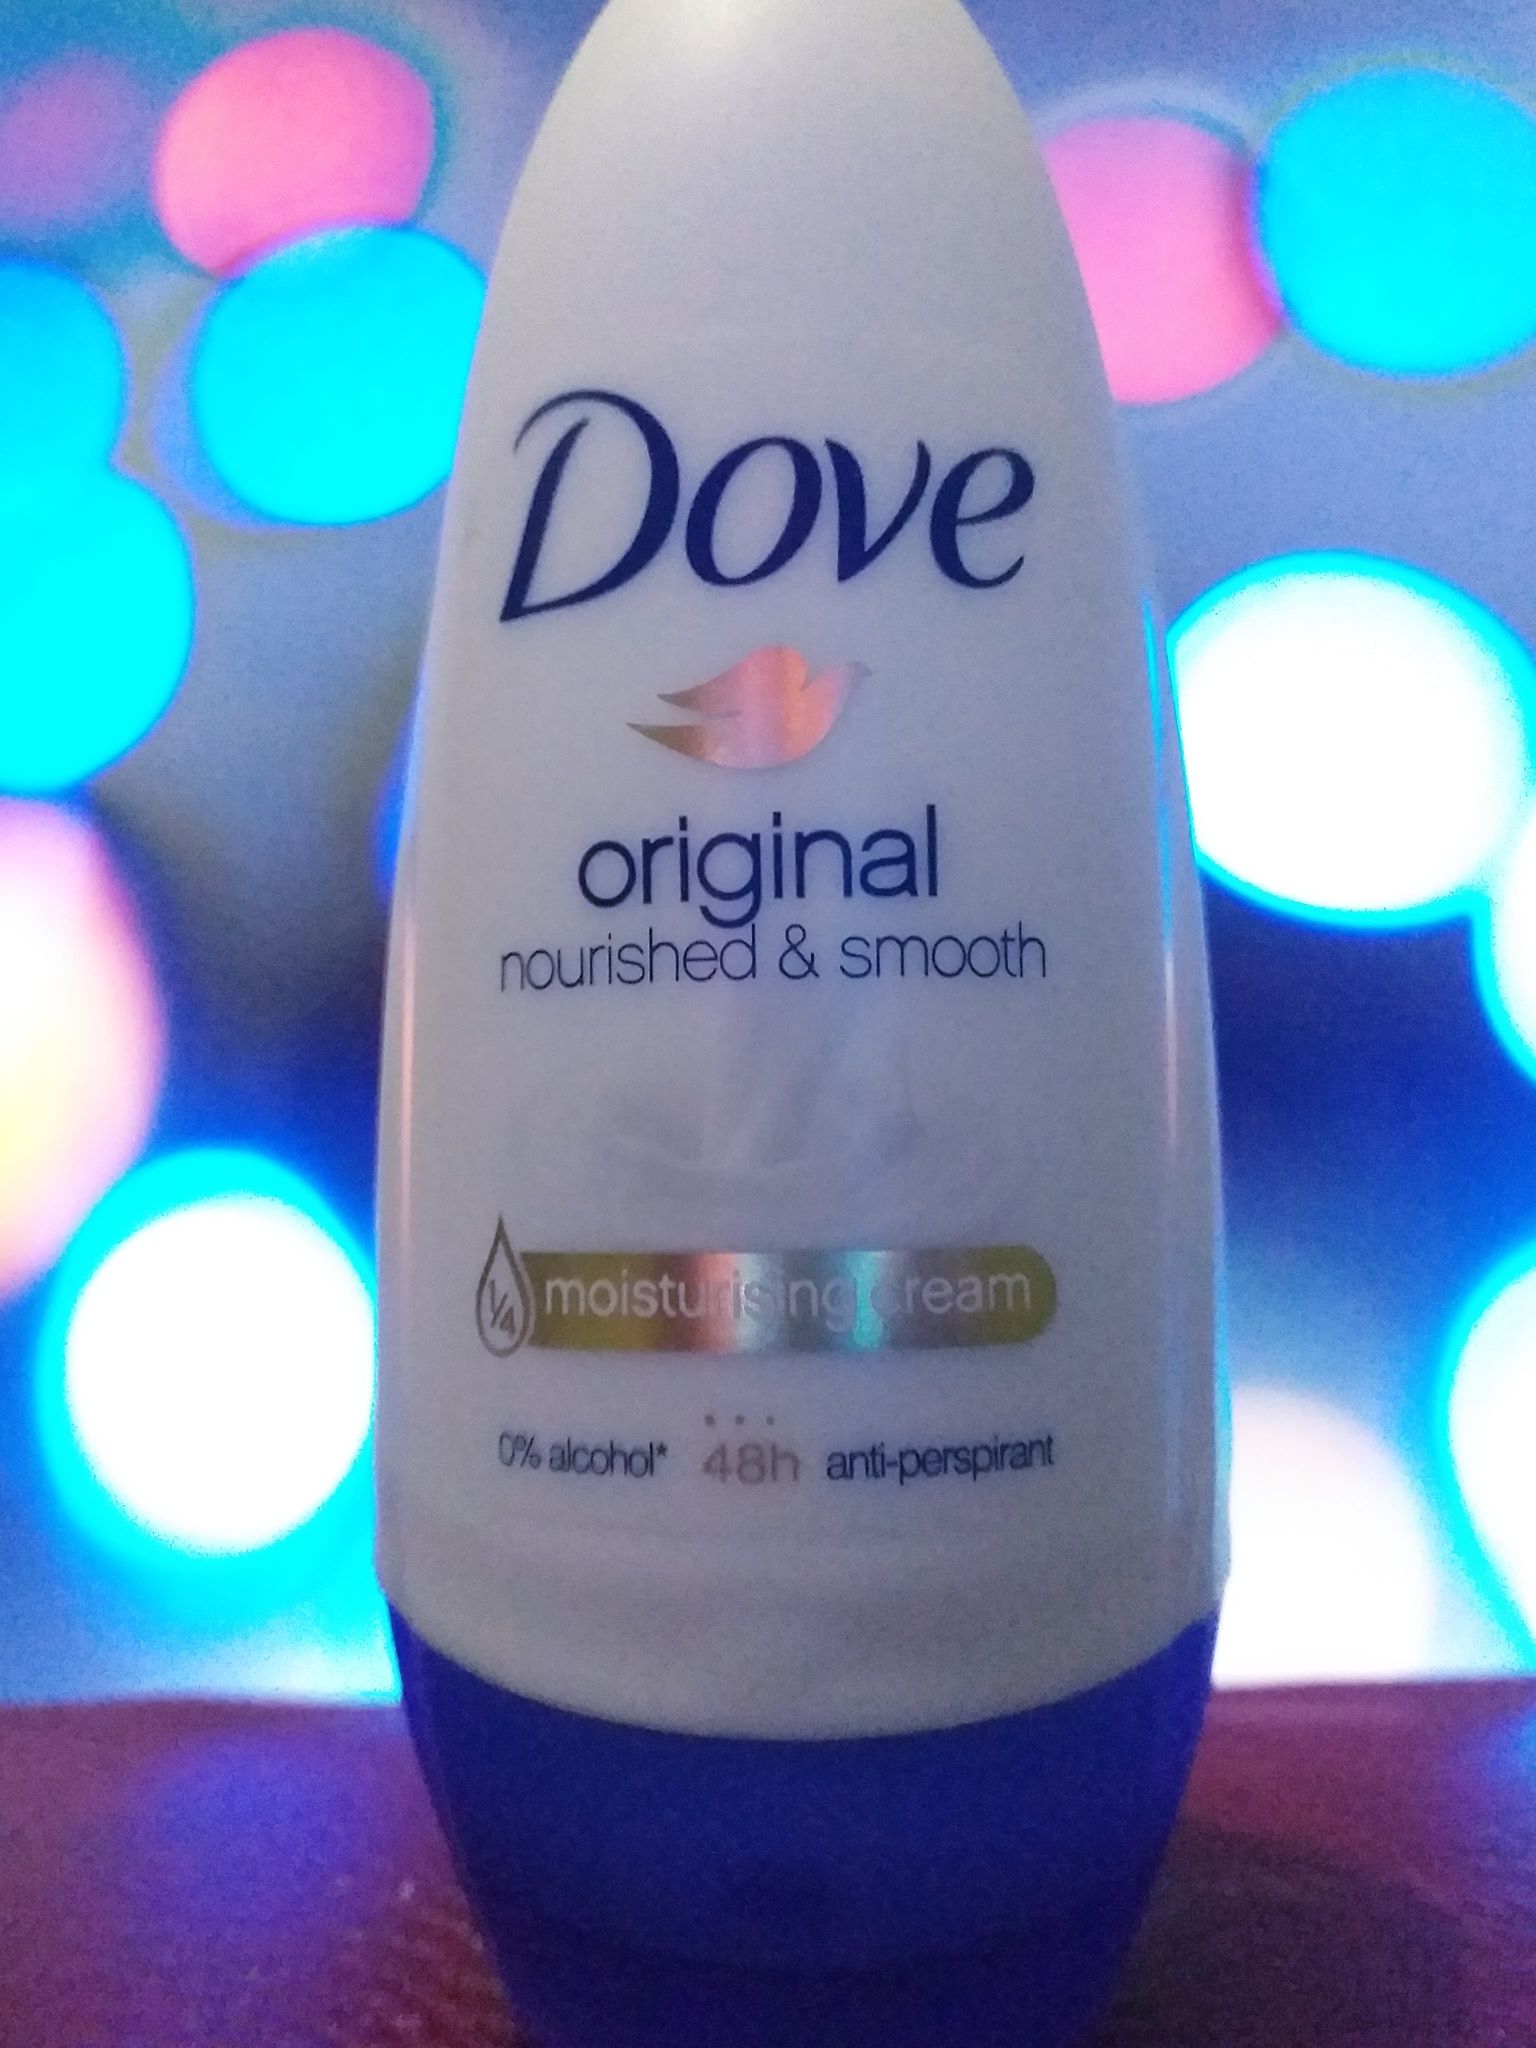 Dove
original
nourished & smooth
1/4 moisturising cream
0% alcohol* 48h anti-perspirant